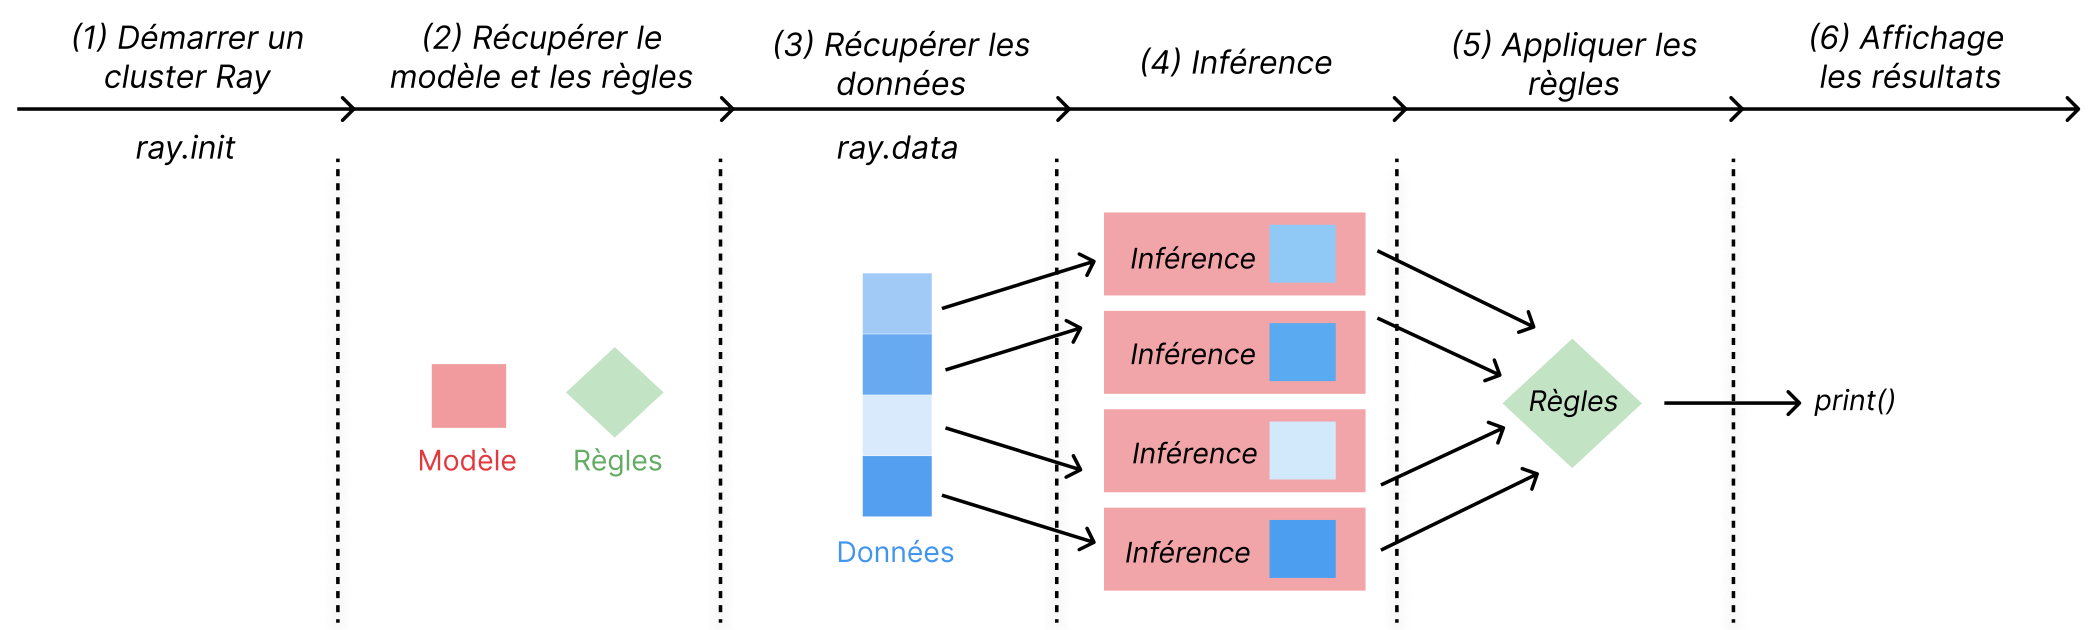 (1) Démarrer un
cluster Ray
(2) Récupérer le
modèle et les règles
(3) Récupérer les
données
(4) Inférence
(5) Appliquer les
règles
(6) Affichage
les résultats
ray.init
ray.data
Modèle
Règles
Données
Inférence
Inférence
Inférence
Inférence
Règles
print()